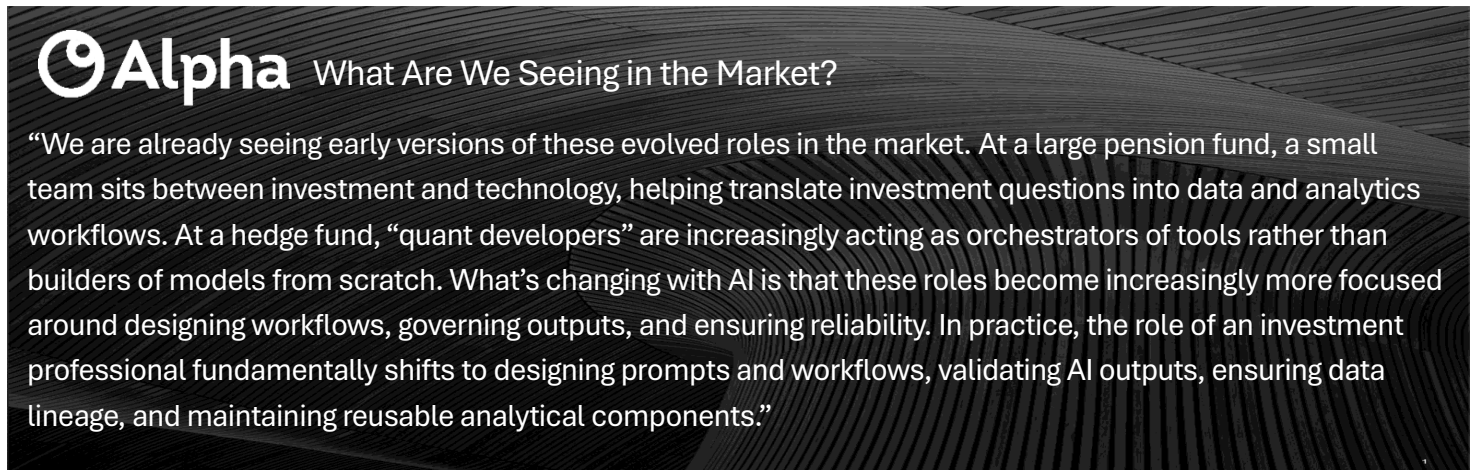 Alpha What Are We Seeing in the Market?
“We are already seeing early versions of these evolved roles in the market. At a large pension fund, a small
team sits between investment and technology, helping translate investment questions into data and analytics
workflows. At a hedge fund, “quant developers” are increasingly acting as orchestrators of tools rather than
builders of models from scratch. What’s changing with AI is that these roles become increasingly more focused
around designing workflows, governing outputs, and ensuring reliability. In practice, the role of an investment
professional fundamentally shifts to designing prompts and workflows, validating AI outputs, ensuring data
lineage, and maintaining reusable analytical components.”